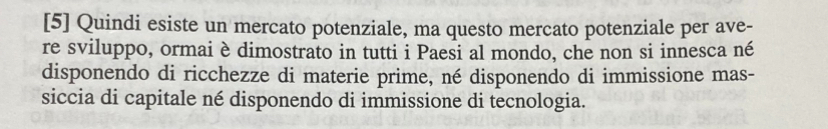 [5] Quindi esiste un mercato potenziale, ma questo mercato potenziale per ave-
re sviluppo, ormai è dimostrato in tutti i Paesi al mondo, che non si innesca né
disponendo di ricchezze di materie prime, né disponendo di immissione mas-
siccia di capitale né disponendo di immissione di tecnologia.